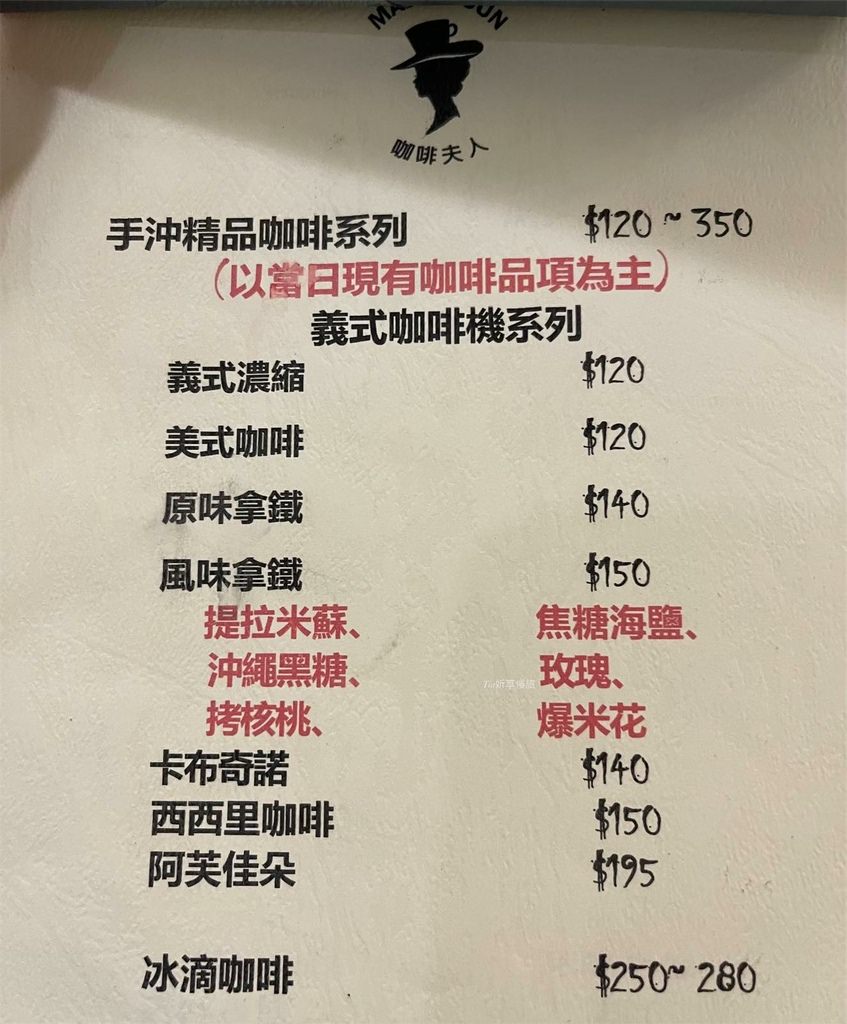 咖啡夫人
手沖精品咖啡系列 $120~350
(以當日現有咖啡品項為主)
義式咖啡機系列
義式濃縮 $120
美式咖啡 $120
原味拿鐵 $140
風味拿鐵 $150
提拉米蘇、 焦糖海鹽、
沖繩黑糖、 玫瑰、
拷核桃、 爆米花
卡布奇諾 $140
西西里咖啡 $150
阿芙佳朵 $195
冰滴咖啡 $250~280